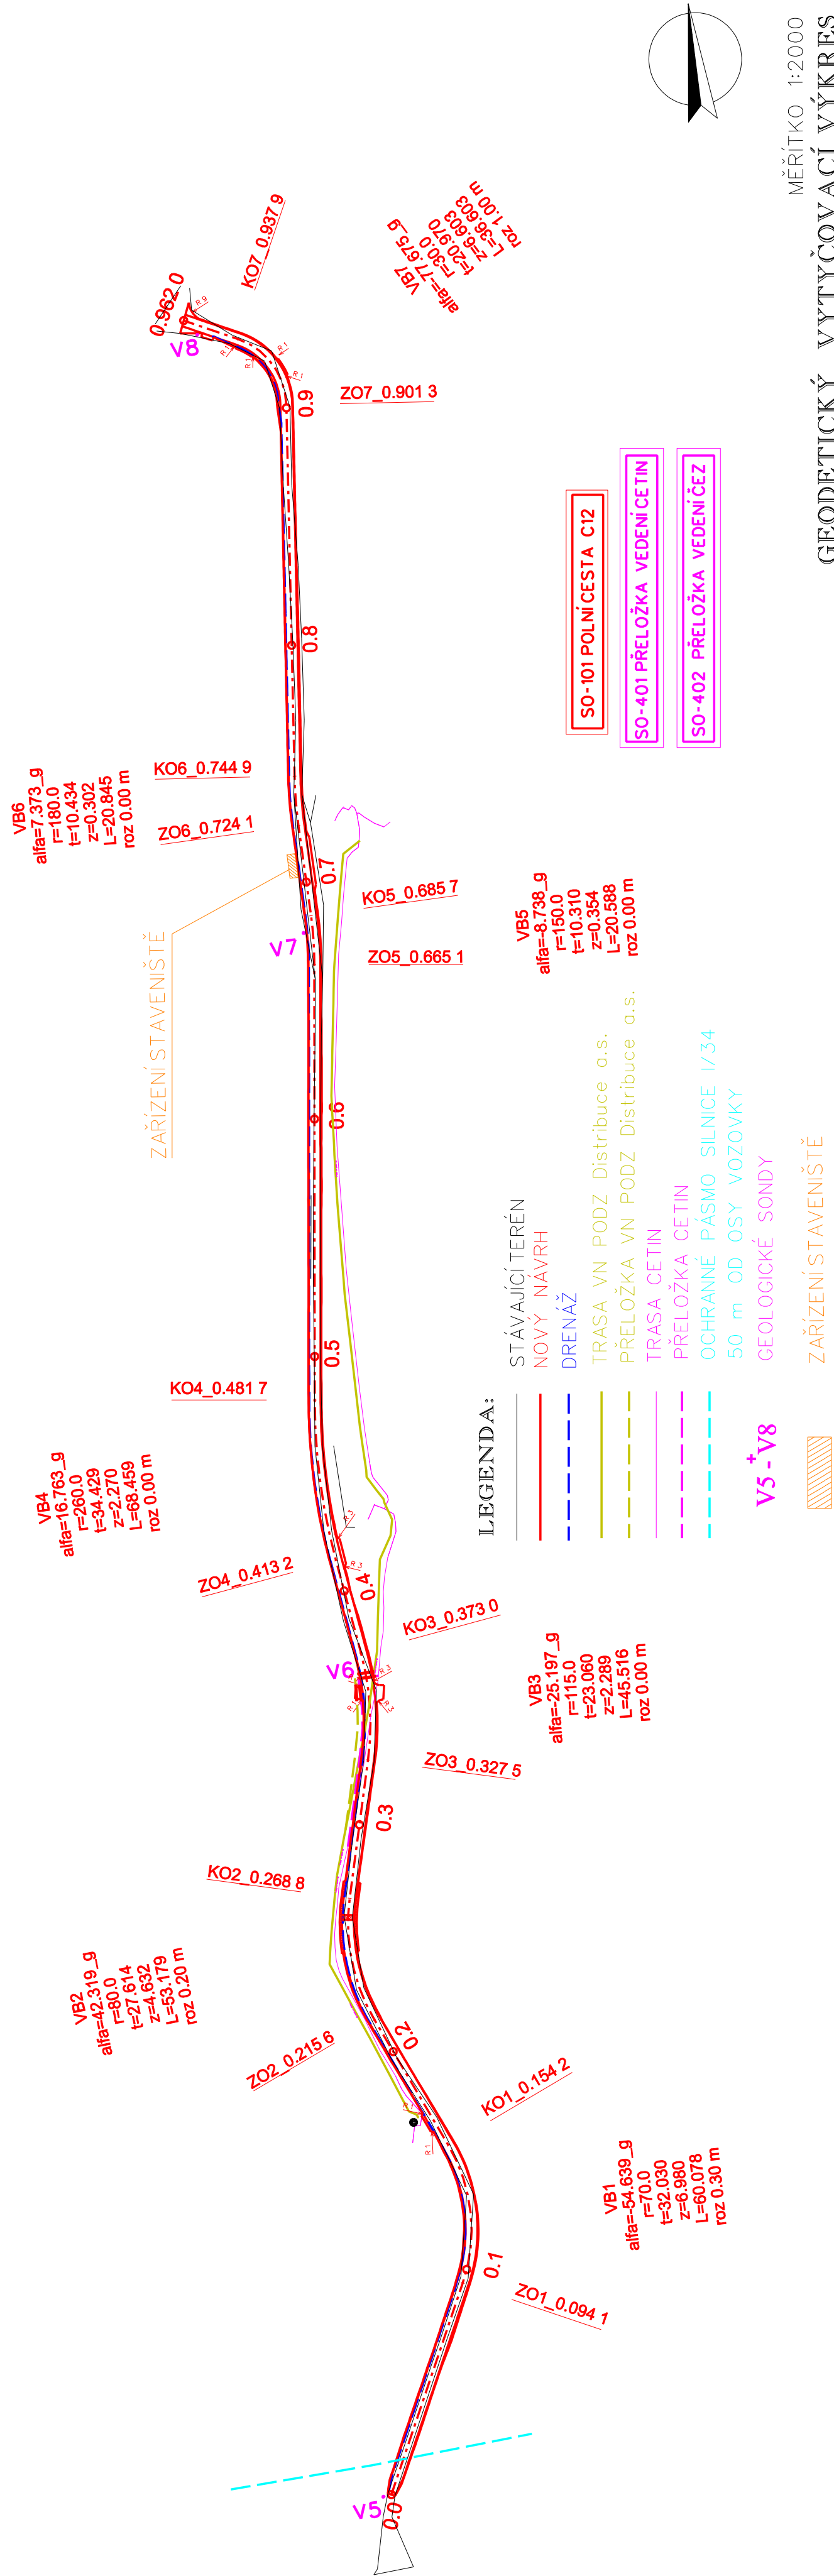 MĚŘÍTKO 1:2000
GEODETICKÝ VYTYČOVACÍ VÝKRES
0.962 0
V8
KO7_0.937 9
VB7
alfa=-77.675_g
r=30.0
t=20.970
z=6.603
L=36.603
roz 1.00 m
R 9
R 1
R 1
R 1
R 1
ZO7_0.901 3
0.9
0.8
SO-101 POLNÍ CESTA C12
SO-401 PŘELOŽKA VEDENÍ CETIN
SO-402 PŘELOŽKA VEDENÍ ČEZ
VB6
alfa=7.373_g
r=180.0
t=10.434
z=0.302
L=20.845
roz 0.00 m
KO6_0.744 9
ZO6_0.724 1
0.7
V7
KO5_0.685 7
ZO5_0.665 1
VB5
alfa=-8.738_g
r=150.0
t=10.310
z=0.354
L=20.588
roz 0.00 m
ZAŘÍZENÍ STAVENIŠTĚ
0.6
0.5
KO4_0.481 7
VB4
alfa=16.763_g
r=260.0
t=34.429
z=2.270
L=68.459
roz 0.00 m
ZO4_0.413 2
0.4
R 3
R 3
KO3_0.373 0
V6
R 3
R 3
R 1
VB3
alfa=-25.197_g
r=115.0
t=23.060
z=2.289
L=45.516
roz 0.00 m
ZO3_0.327 5
0.3
KO2_0.268 8
VB2
alfa=42.319_g
r=80.0
t=27.614
z=4.632
L=53.179
roz 0.20 m
ZO2_0.215 6
0.2
KO1_0.154 2
R 1
VB1
alfa=-54.639_g
r=70.0
t=32.030
z=6.980
L=60.078
roz 0.30 m
0.1
ZO1_0.094 1
V5
0.0
LEGENDA:
STÁVAJÍCÍ TERÉN
NOVÝ NÁVRH
DRENÁŽ
TRASA VN PODZ Distribuce a.s.
PŘELOŽKA VN PODZ Distribuce a.s.
TRASA CETIN
PŘELOŽKA CETIN
OCHRANNÉ PÁSMO SILNICE I/34
50 m OD OSY VOZOVKY
V5 - V8 GEOLOGICKÉ SONDY
ZAŘÍZENÍ STAVENIŠTĚ